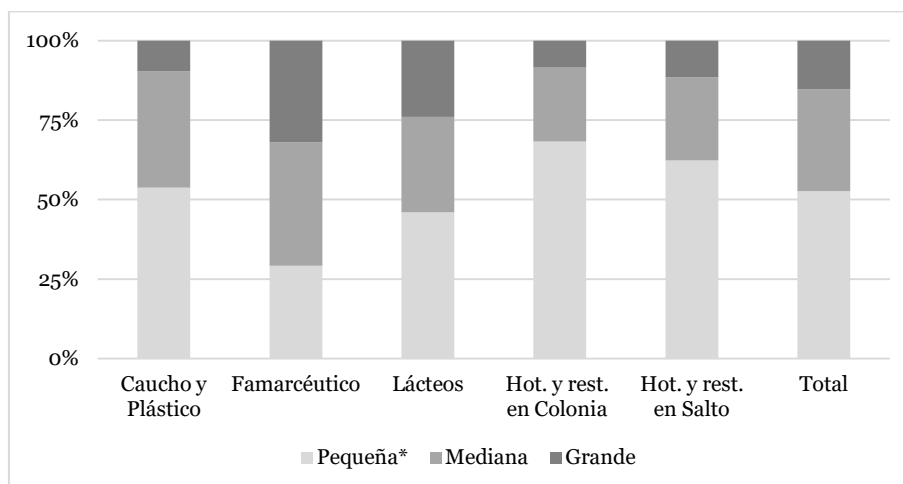 100%
75%
50%
25%
0%
Caucho y Famarcéutico Lácteos Hot. y rest. Hot. y rest. Total
Plástico en Colonia en Salto
Pequeña* Mediana Grande